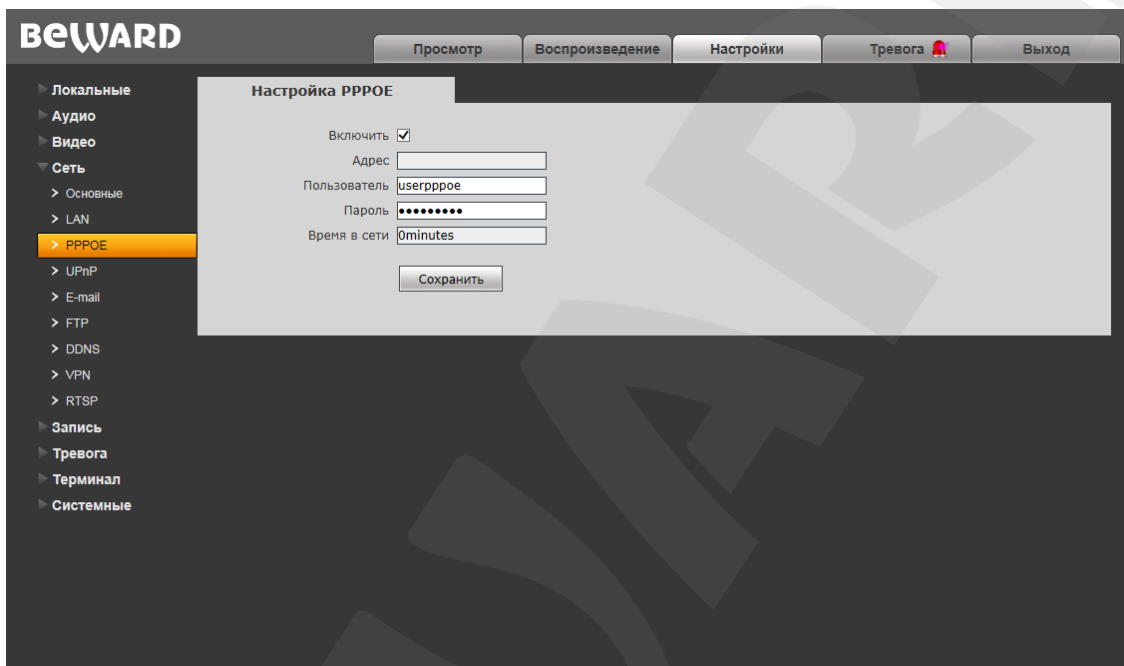 BEWARD
Просмотр
Воспроизведение
Настройки
Тревога
Выход
Локальные
Аудио
Видео
Сеть
Основные
LAN
PPPOE
UPnP
E-mail
FTP
DDNS
VPN
RTSP
Запись
Тревога
Терминал
Системные
Настройка PPPOE
Включить
Адрес
Пользователь userpppoe
Пароль •••••••••
Время в сети 0minutes
Сохранить